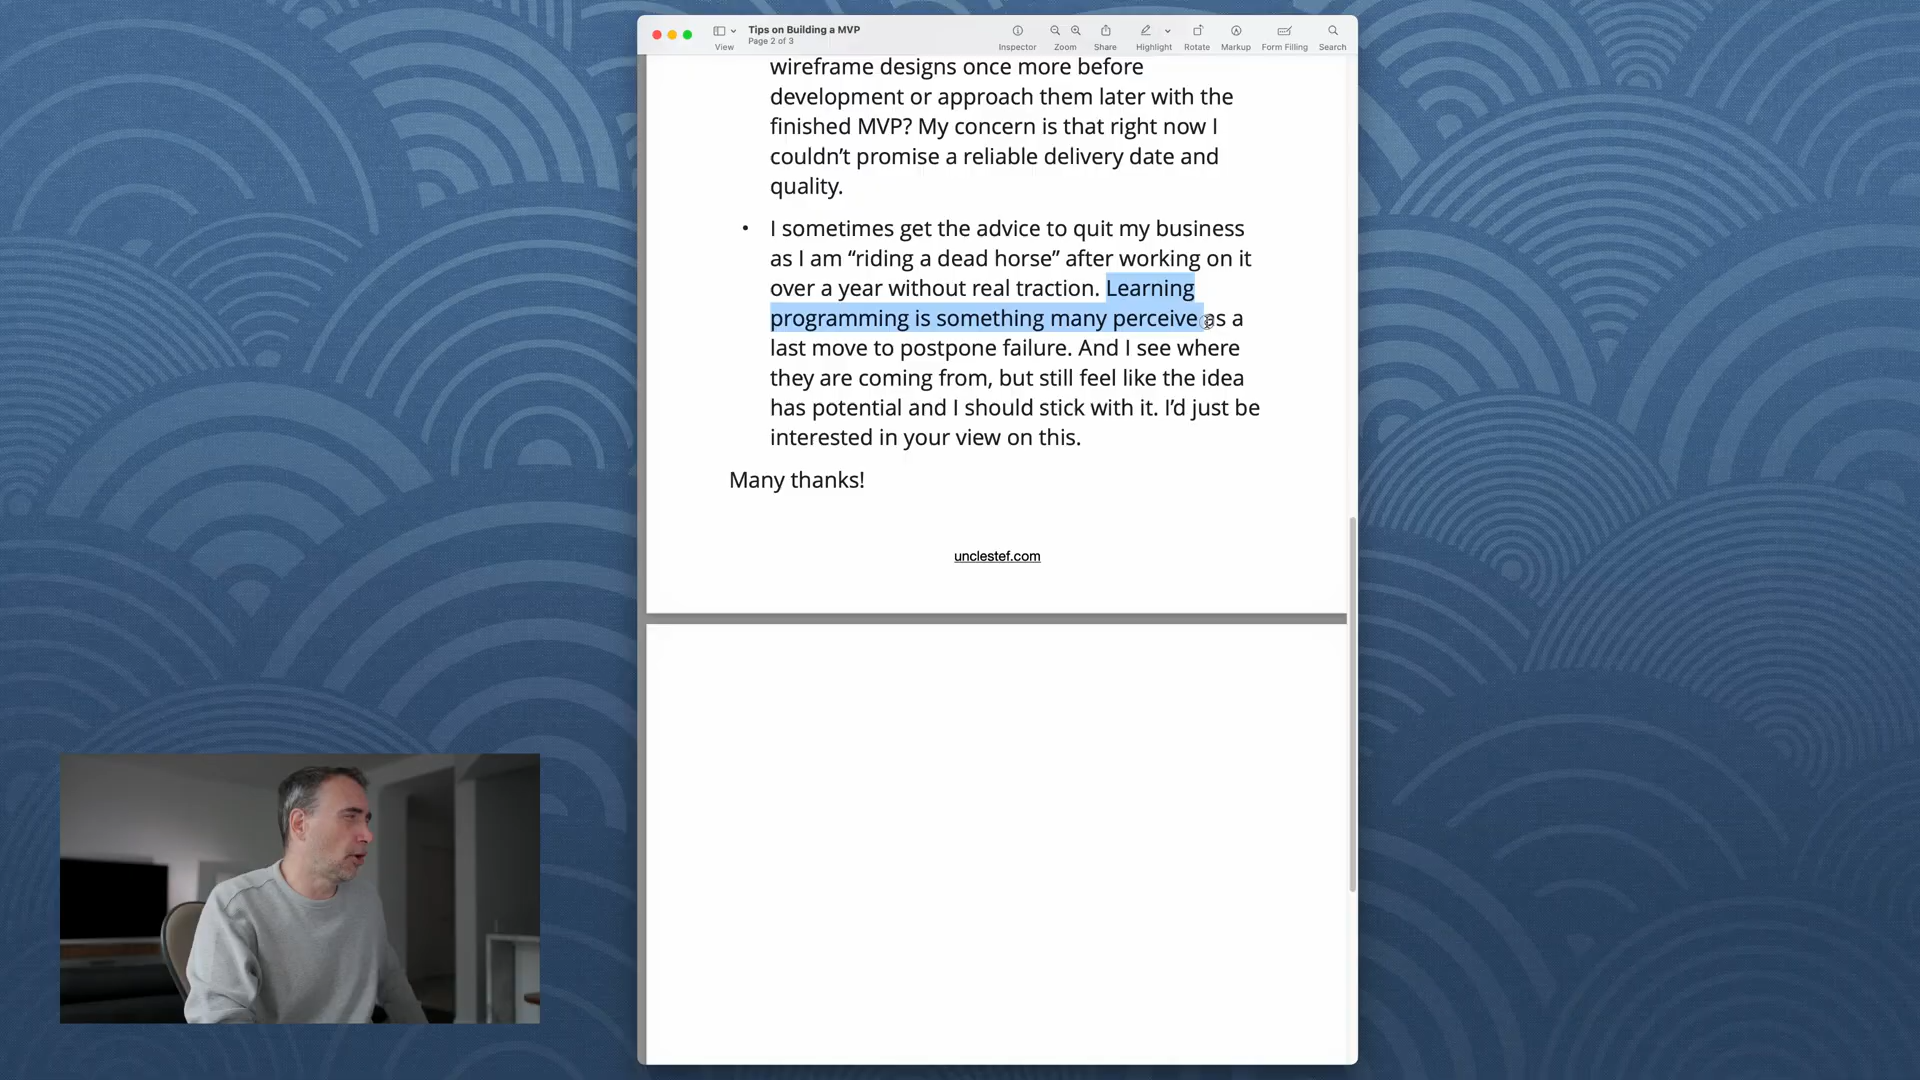 Tips on Building a MVP
Page 2 of 3
View
Inspector
Zoom
Share
Highlight
Rotate
Markup
Form Filling
Search
wireframe designs once more before
development or approach them later with the
finished MVP? My concern is that right now I
couldn’t promise a reliable delivery date and
quality.
• I sometimes get the advice to quit my business
as I am “riding a dead horse” after working on it
over a year without real traction. Learning
programming is something many perceive as a
last move to postpone failure. And I see where
they are coming from, but still feel like the idea
has potential and I should stick with it. I’d just be
interested in your view on this.
Many thanks!
unclestef.com